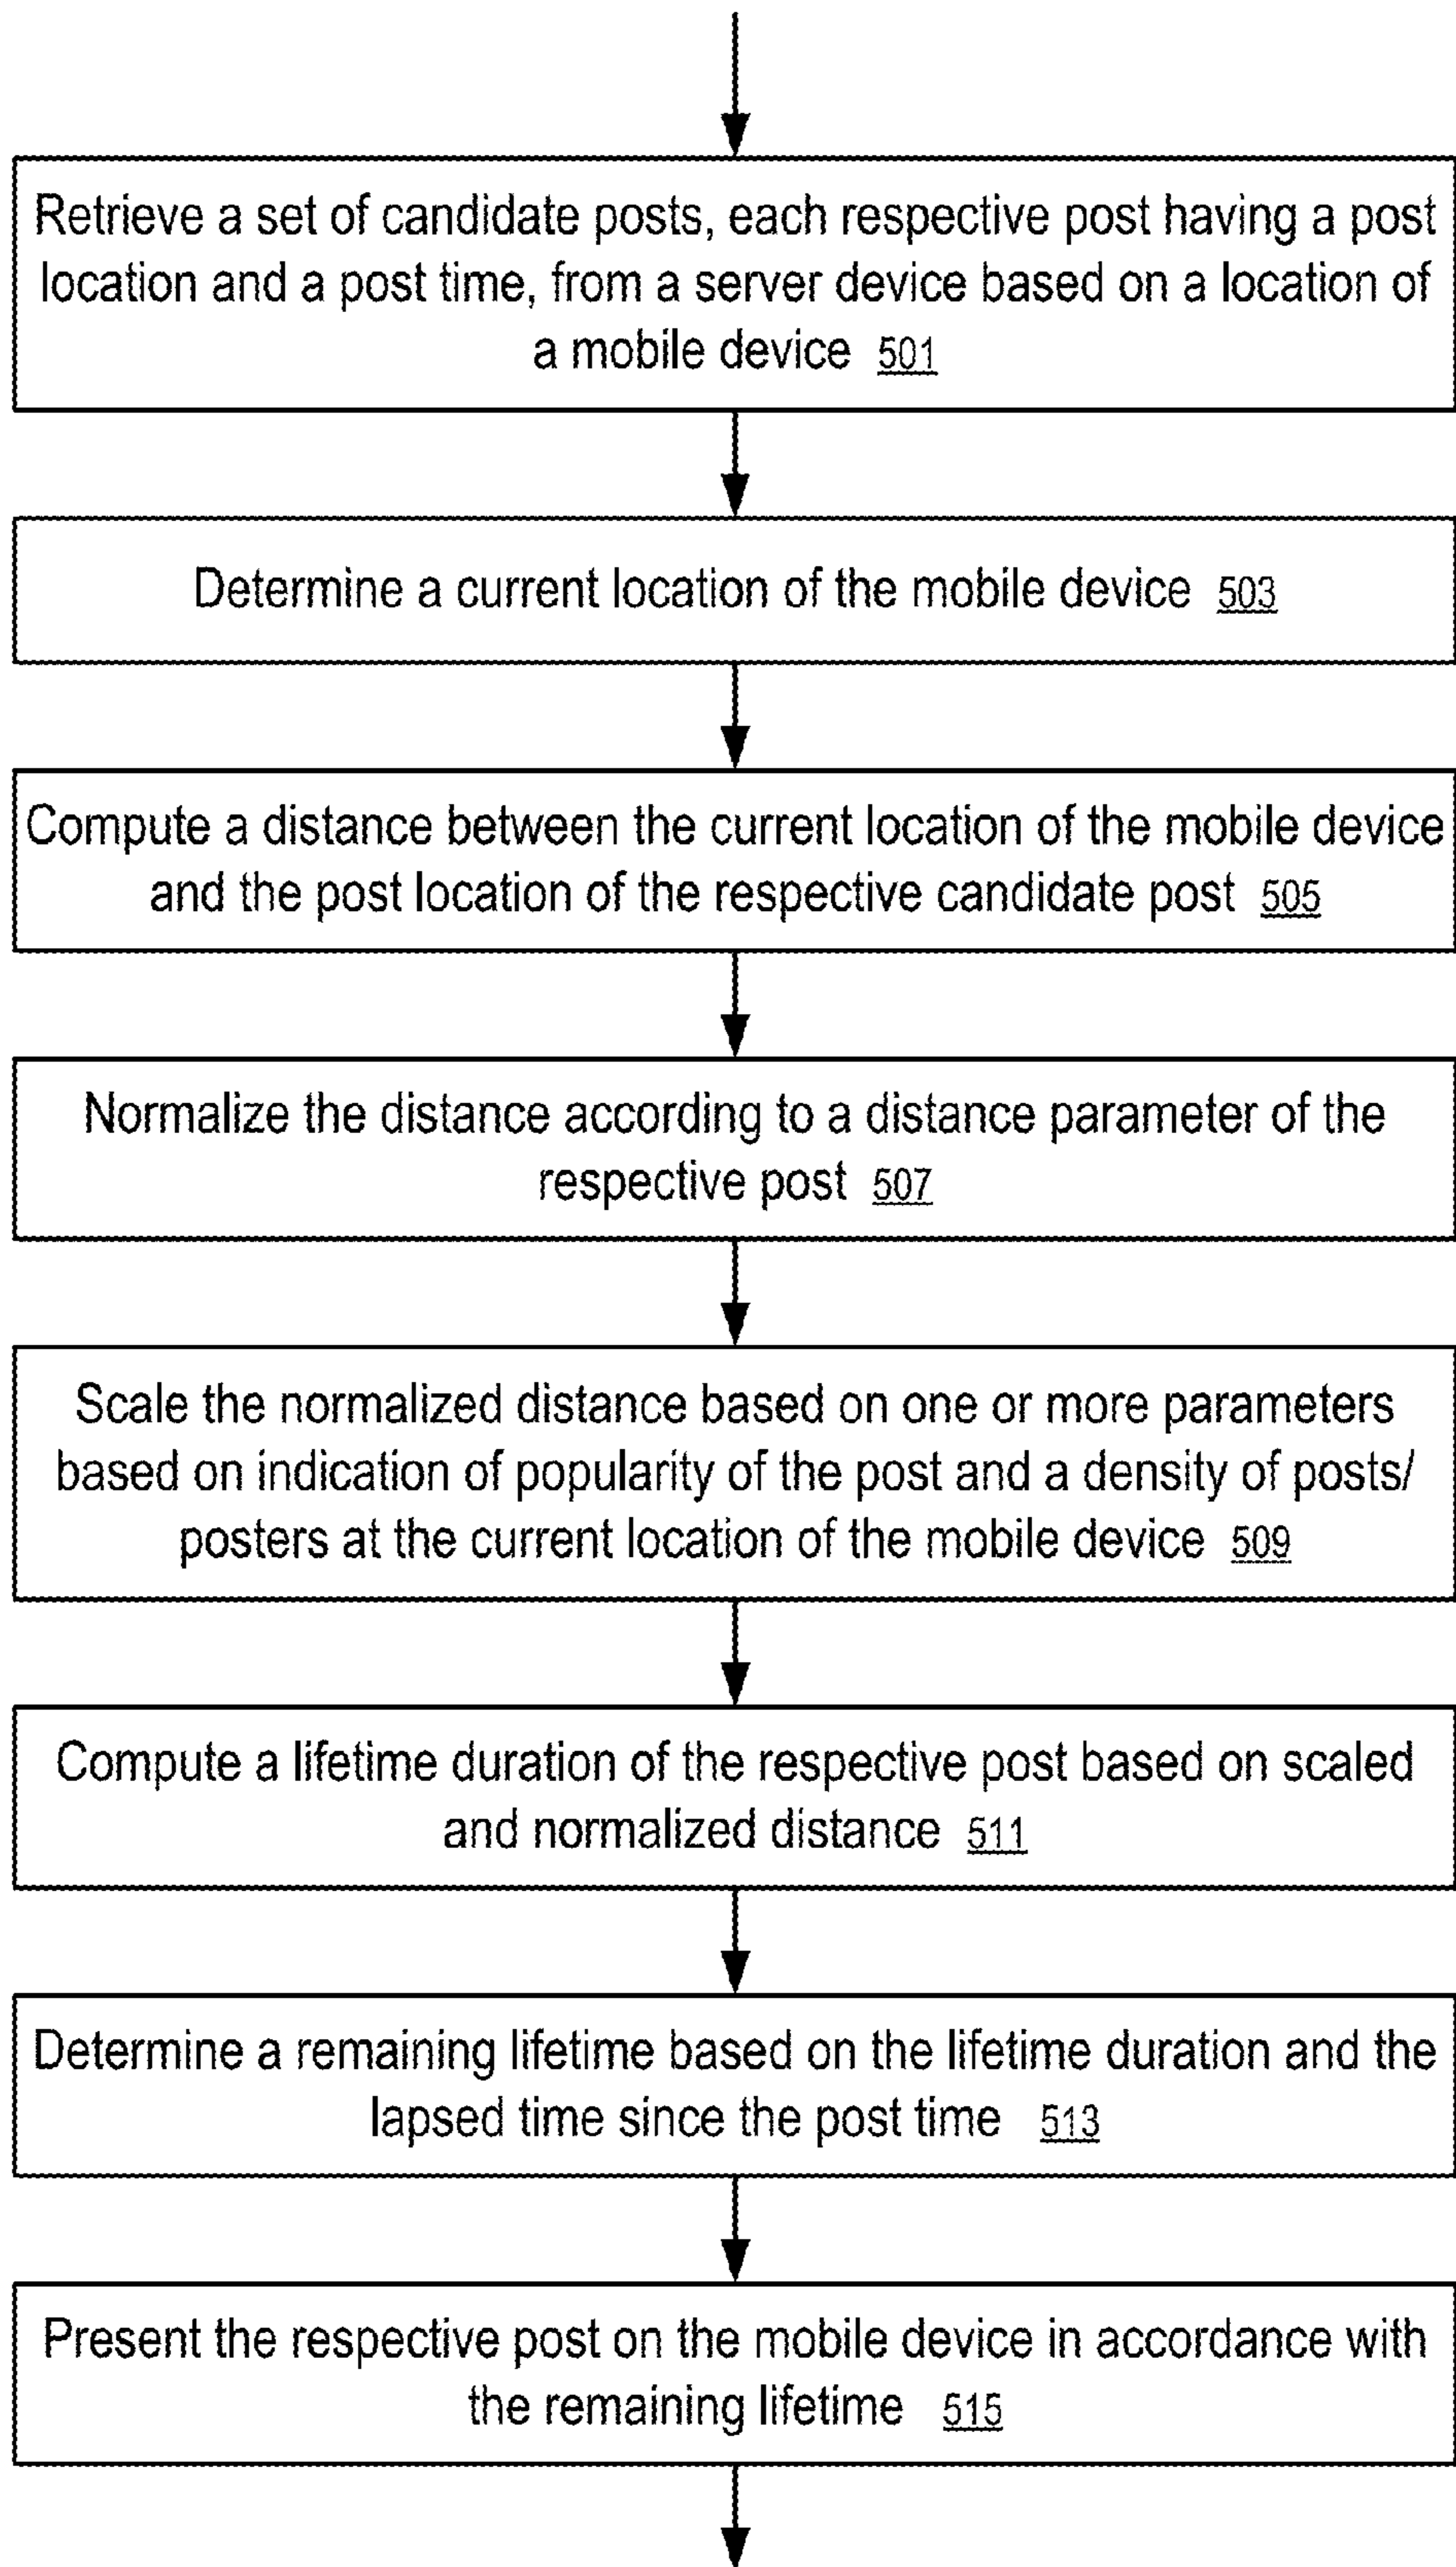 Retrieve a set of candidate posts, each respective post having a post
location and a post time, from a server device based on a location of
a mobile device 501
Determine a current location of the mobile device 503
Compute a distance between the current location of the mobile device
and the post location of the respective candidate post 505
Normalize the distance according to a distance parameter of the
respective post 507
Scale the normalized distance based on one or more parameters
based on indication of popularity of the post and a density of posts/
posters at the current location of the mobile device 509
Compute a lifetime duration of the respective post based on scaled
and normalized distance 511
Determine a remaining lifetime based on the lifetime duration and the
lapsed time since the post time 513
Present the respective post on the mobile device in accordance with
the remaining lifetime 515